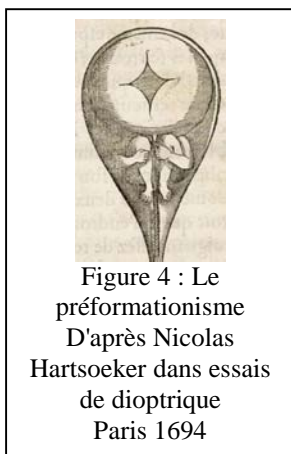 Figure 4 : Le
préformationisme
D'après Nicolas
Hartsoeker dans essais
de dioptrique
Paris 1694